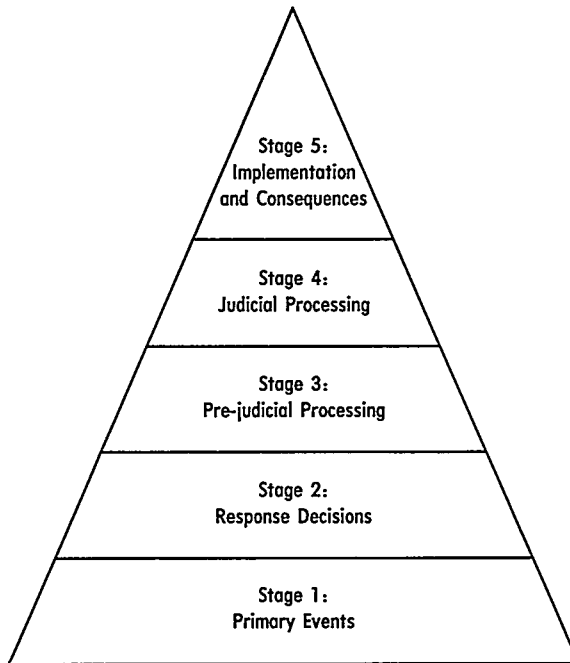 Stage 5:
Implementation
and Consequences
Stage 4:
Judicial Processing
Stage 3:
Pre-judicial Processing
Stage 2:
Response Decisions
Stage 1:
Primary Events